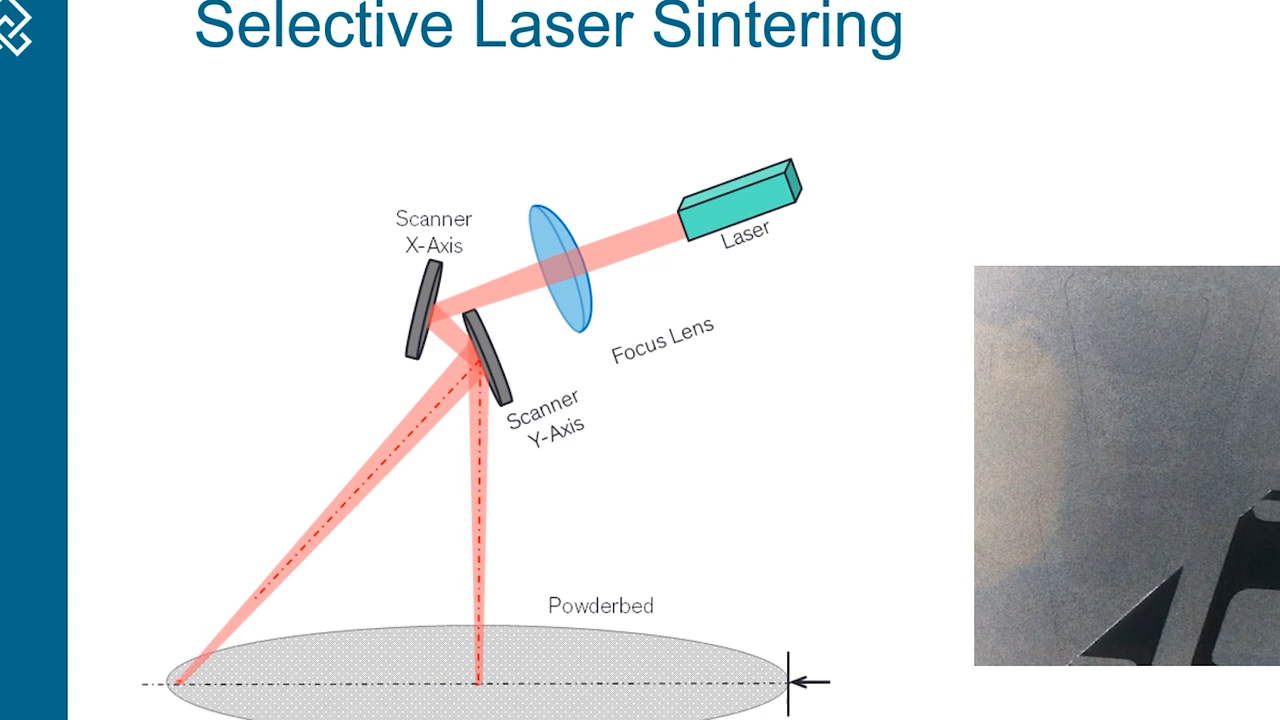 Selective Laser Sintering
Scanner
X-Axis
Laser
Focus Lens
Scanner
Y-Axis
Powderbed